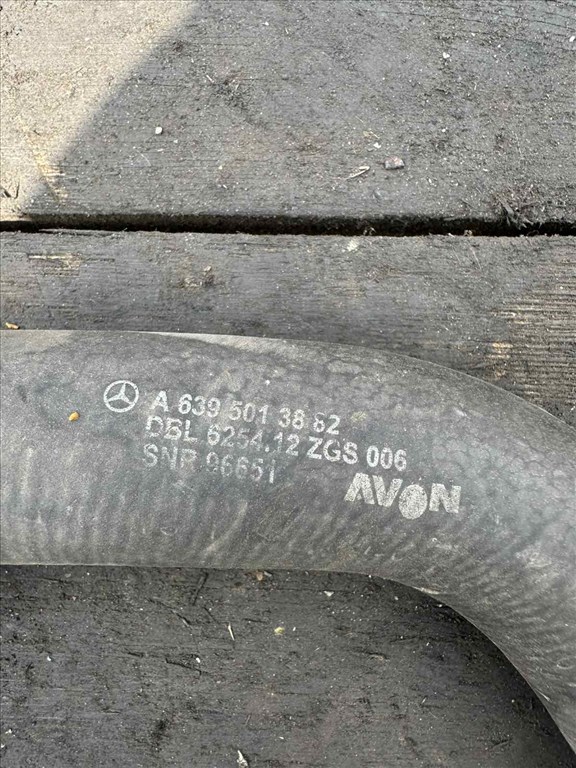 A 639 501 38 82
DBL 6254.12 ZGS 006
SNR 96651
AVON